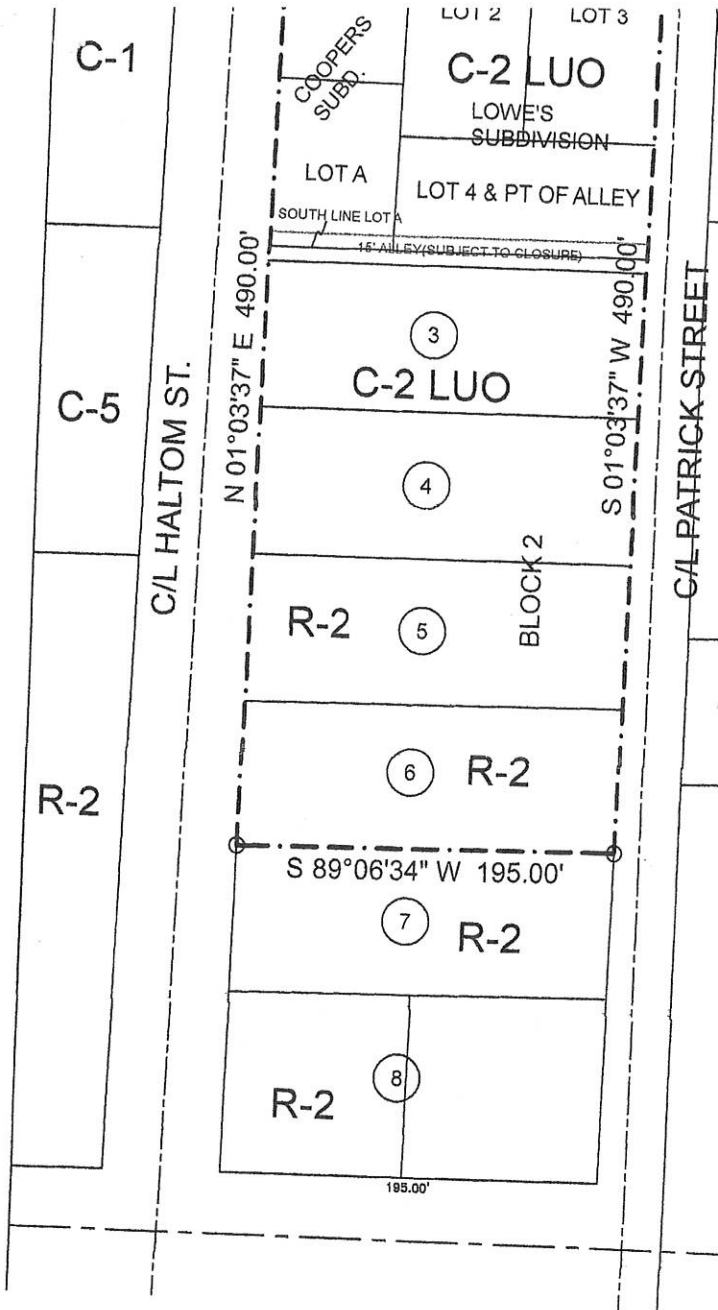 LOT 2
LOT 3
C-1
COOPERS
SUBD.
C-2 LUO
LOWE'S
SUBDIVISION
LOT A
LOT 4 & PT OF ALLEY
SOUTH LINE LOT A
15' ALLEY(SUBJECT TO CLOSURE)
N 01°03'37" E 490.00'
S 01°03'37" W 490.00'
3
C-2 LUO
C-5
C/L HALTOM ST.
C/L PATRICK STREET
4
BLOCK 2
R-2
5
6
R-2
R-2
S 89°06'34" W 195.00'
7
R-2
8
R-2
195.00'